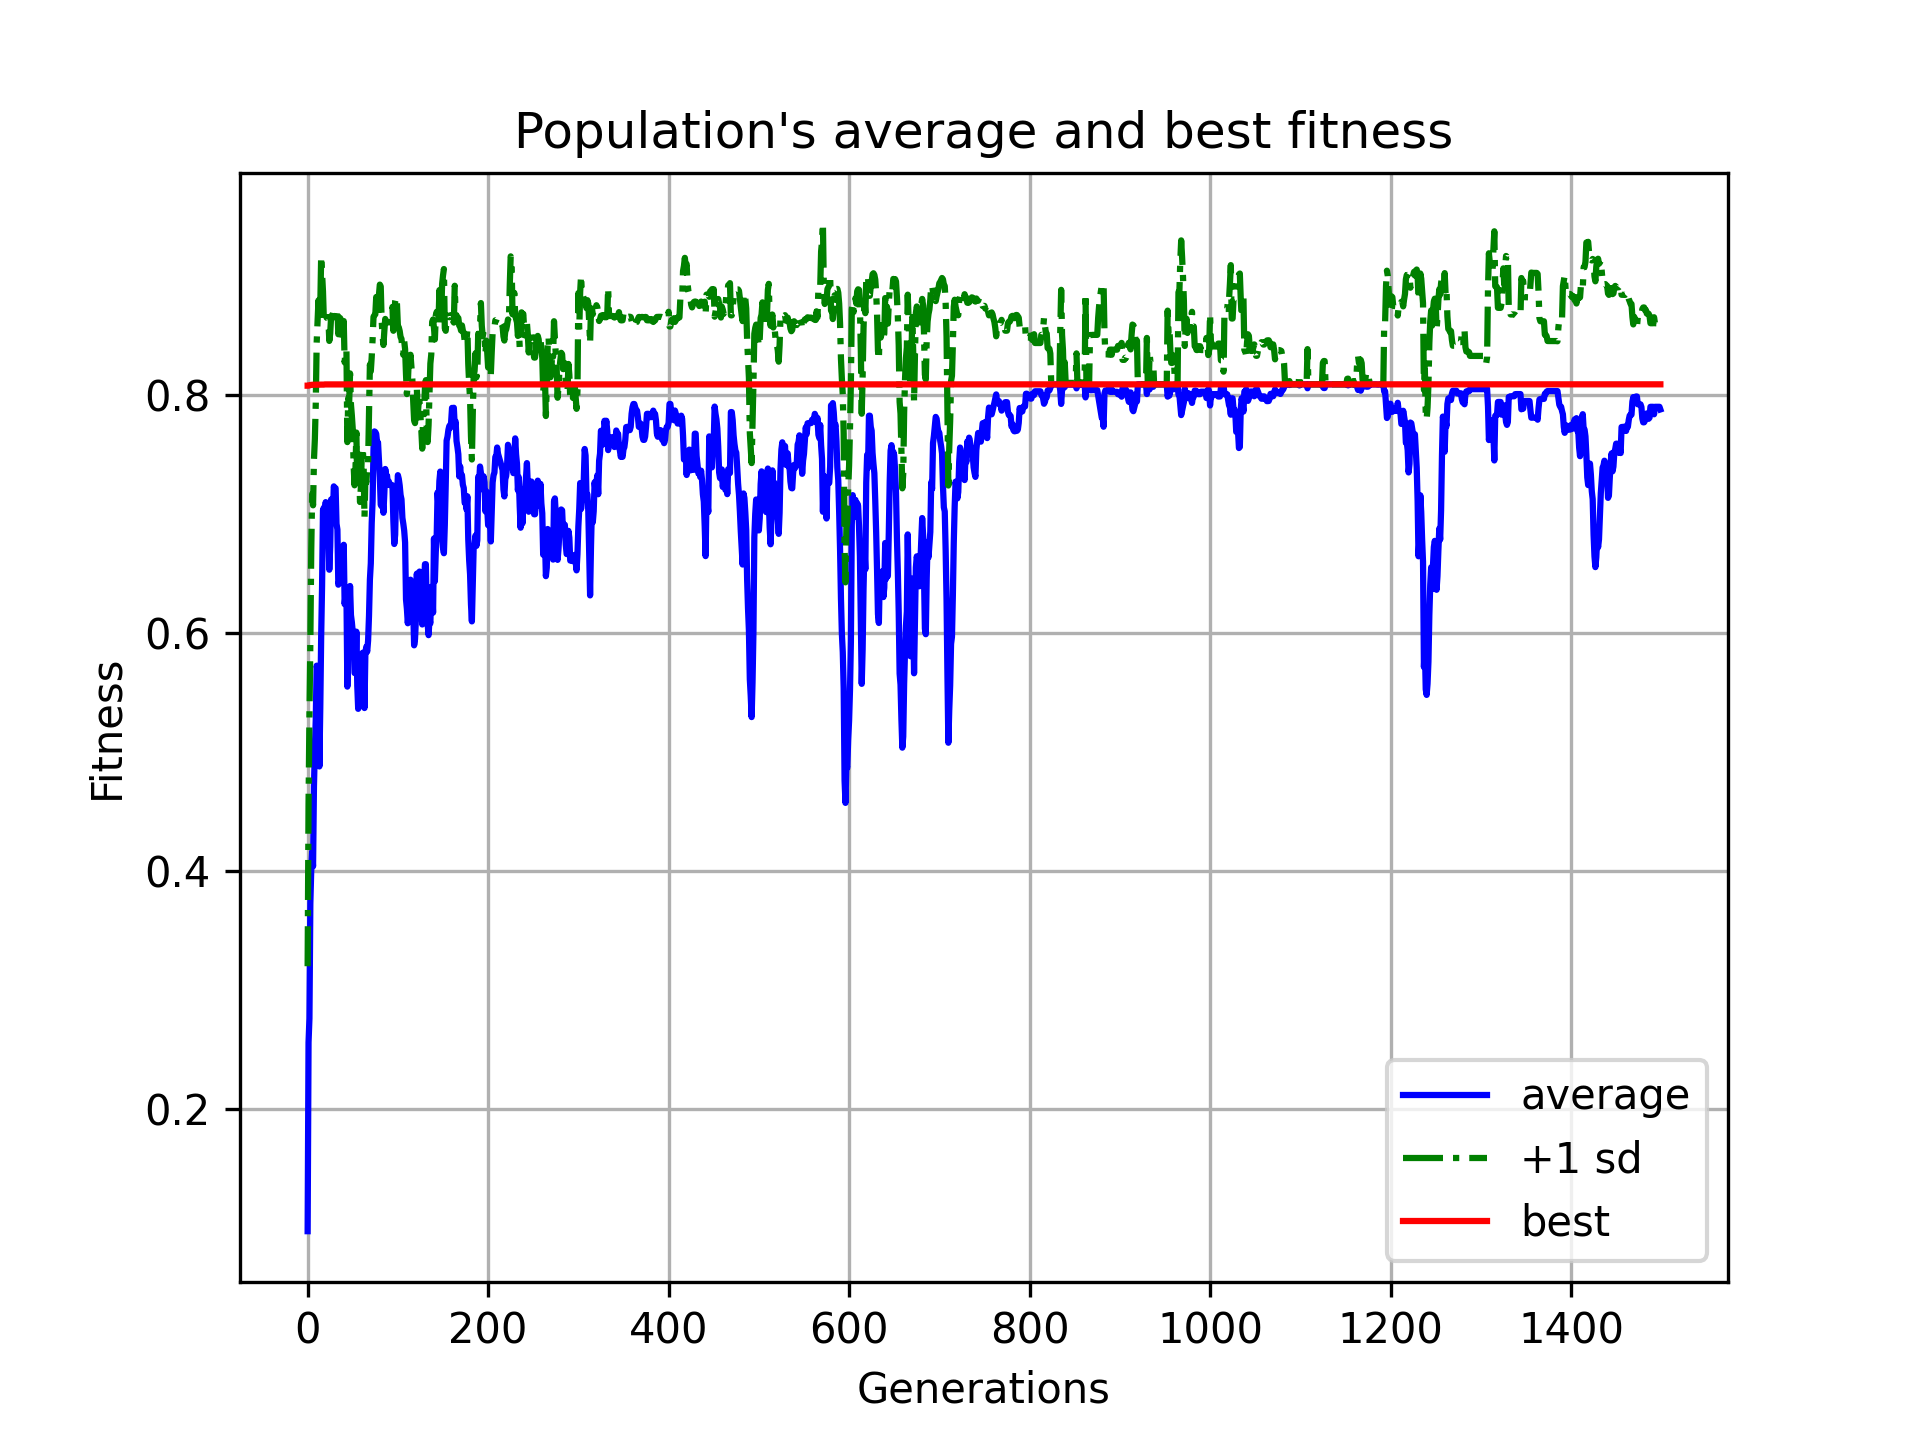 Population's average and best fitness
Fitness
0.8
0.6
0.4
0.2
0 200 400 600 800 1000 1200 1400
Generations
average
+1 sd
best